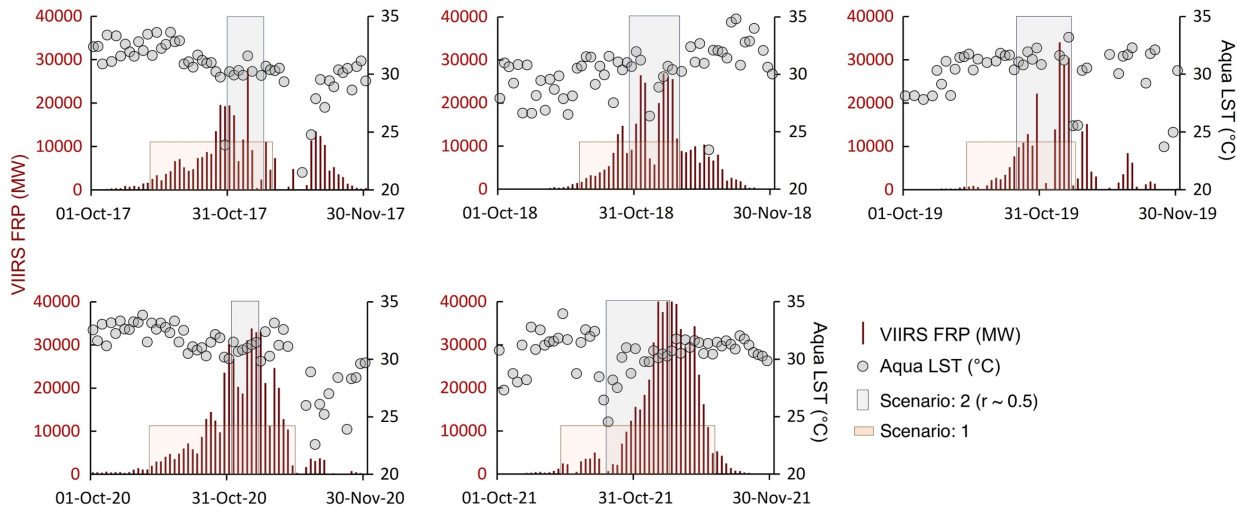 40000 35 40000 35 40000 35
30000 30 30000 30 30000 30
20000 20000 20000
10000 25 10000 25 10000 25
0 20 0 20 0 20
01-Oct-17 31-Oct-17 30-Nov-17 01-Oct-18 31-Oct-18 30-Nov-18 01-Oct-19 31-Oct-19 30-Nov-19
Aqua LST (°C)
VIIRS FRP (MW)
40000 35 40000 35
30000 30 30000 30
20000 20000
10000 25 10000 25
0 20 0 20
01-Oct-20 31-Oct-20 30-Nov-20 01-Oct-21 31-Oct-21 30-Nov-21
Aqua LST (°C)
VIIRS FRP (MW)
Aqua LST (°C)
Scenario: 2 (r ~ 0.5)
Scenario: 1